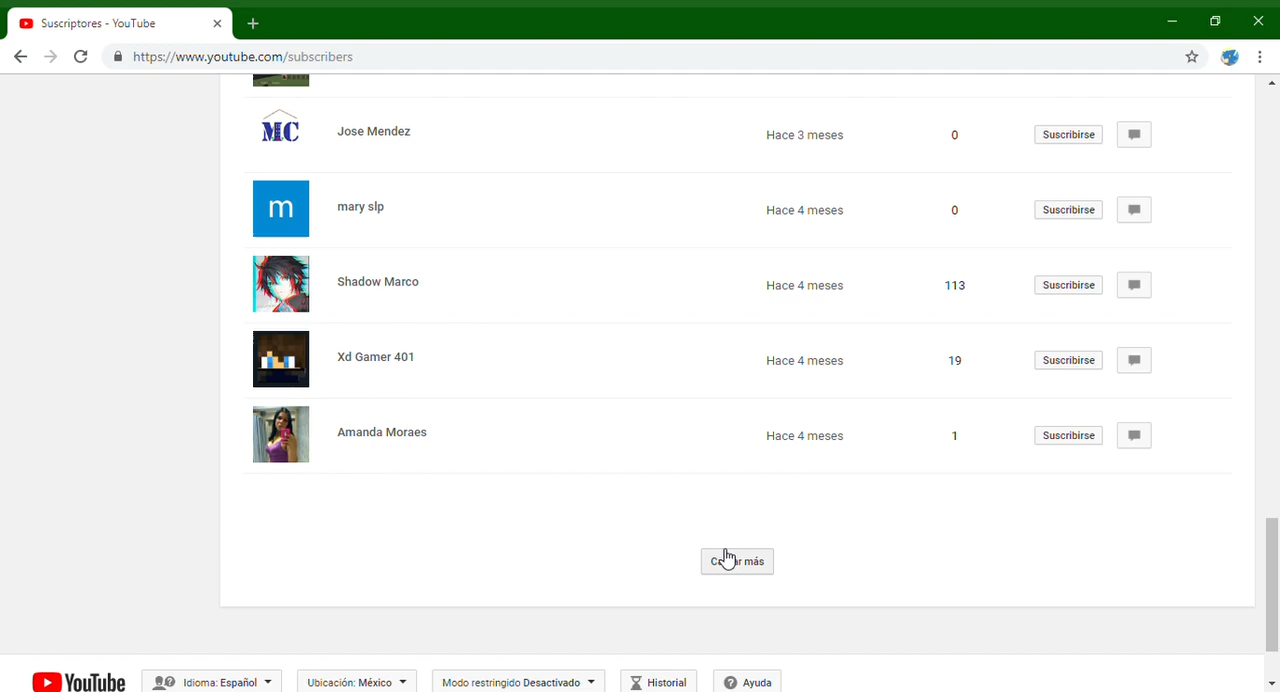 Suscriptores - YouTube
https://www.youtube.com/subscribers
MC
Jose Mendez Hace 3 meses 0 Suscribirse
m
mary slp Hace 4 meses 0 Suscribirse
Shadow Marco Hace 4 meses 113 Suscribirse
Xd Gamer 401 Hace 4 meses 19 Suscribirse
Amanda Moraes Hace 4 meses 1 Suscribirse
más
YouTube Idioma: Español Ubicación: México Modo restringido Desactivado Historial Ayuda